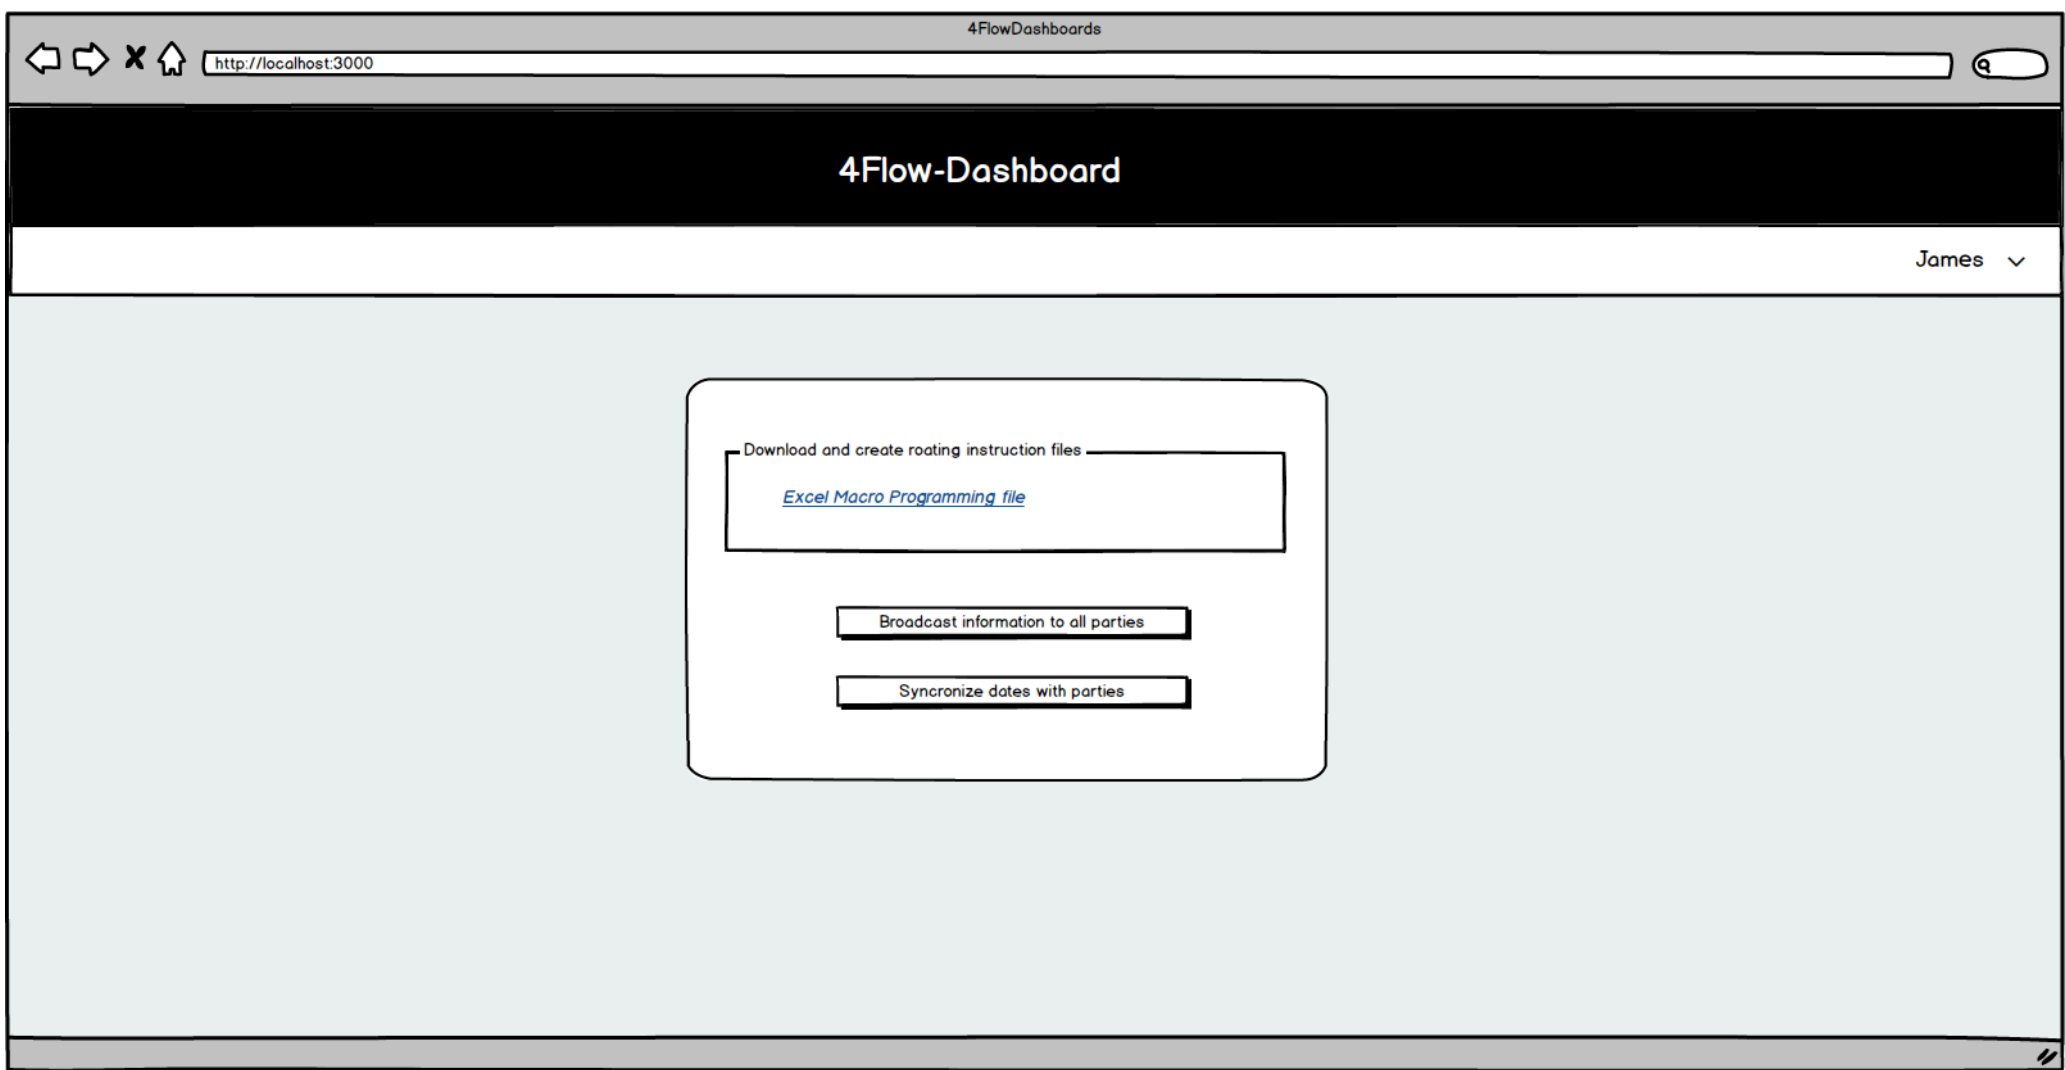 4FlowDashboards
http://localhost:3000
4Flow-Dashboard
James
Download and create roating instruction files
Excel Macro Programming file
Broadcast information to all parties
Syncronize dates with parties